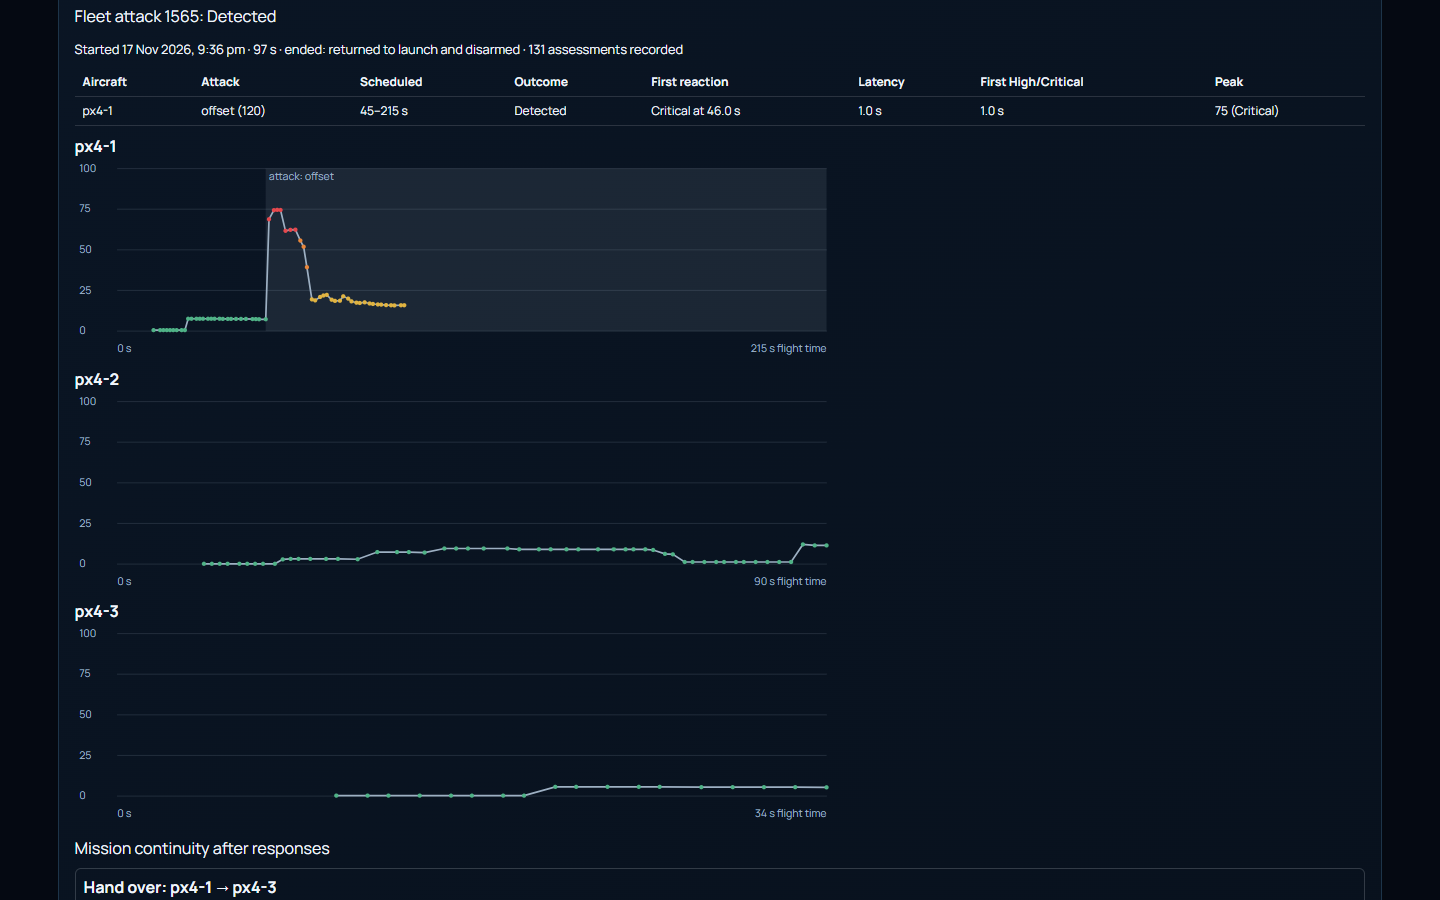 Fleet attack 1565: Detected
Started 17 Nov 2026, 9:36 pm · 97 s · ended: returned to launch and disarmed · 131 assessments recorded
Aircraft Attack Scheduled Outcome First reaction Latency First High/Critical Peak
px4-1 offset (120) 45–215 s Detected Critical at 46.0 s 1.0 s 1.0 s 75 (Critical)
px4-1
100
attack: offset
75
50
25
0
0 s 215 s flight time
px4-2
100
75
50
25
0
0 s 90 s flight time
px4-3
100
75
50
25
0
0 s 34 s flight time
Mission continuity after responses
Hand over: px4-1 → px4-3